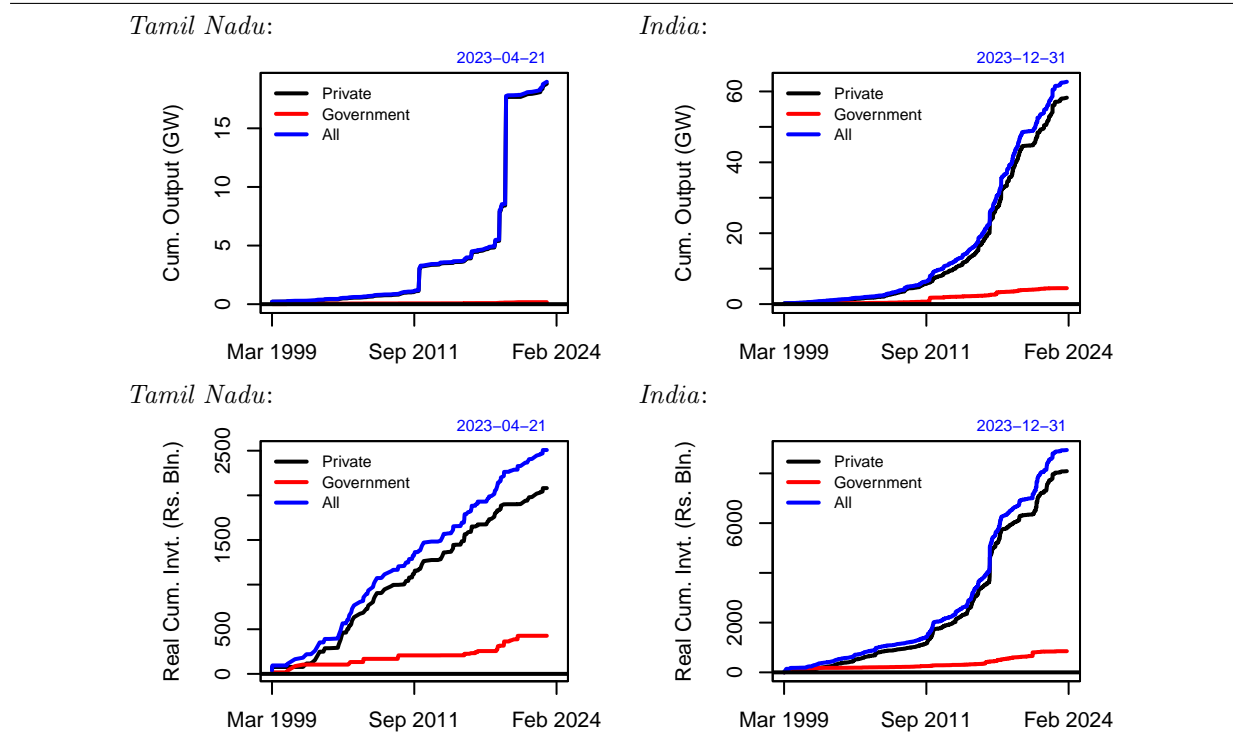 Tamil Nadu:
2023−04−21
Private
Government
All
Cum. Output (GW)
15
10
5
0
Mar 1999 Sep 2011 Feb 2024
India:
2023−12−31
Private
Government
All
Cum. Output (GW)
60
40
20
0
Mar 1999 Sep 2011 Feb 2024
Tamil Nadu:
2023−04−21
Private
Government
All
Real Cum. Invt. (Rs. Bln.)
2500
1500
500
0
Mar 1999 Sep 2011 Feb 2024
India:
2023−12−31
Private
Government
All
Real Cum. Invt. (Rs. Bln.)
6000
2000
0
Mar 1999 Sep 2011 Feb 2024